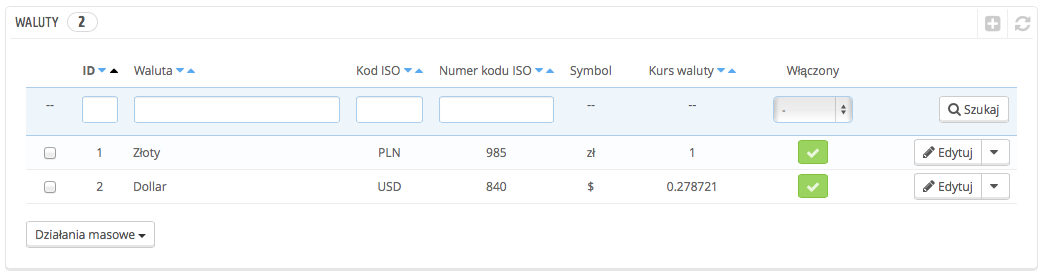 WALUTY 2
ID Waluta Kod ISO Numer kodu ISO Symbol Kurs waluty Włączony
-- -- -- - Szukaj
1 Złoty PLN 985 zł 1 Edytuj
2 Dollar USD 840 $ 0.278721 Edytuj
Działania masowe